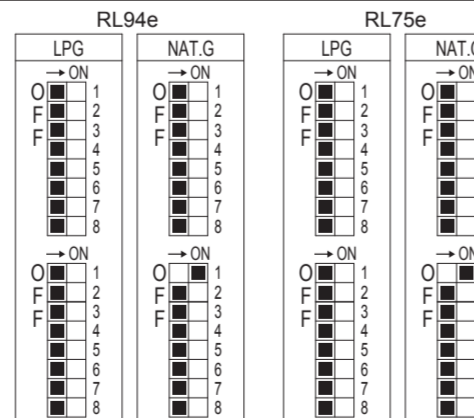 RL94e RL75e
LPG NAT.G LPG NAT.G
→ ON → ON → ON → ON
O 1 O 1 O 1 O
F 2 F 2 F 2 F
F 3 F 3 F 3 F
4 4 4
5 5 5
6 6 6
7 7 7
8 8 8
→ ON → ON → ON → ON
O 1 O 1 O 1 O
F 2 F 2 F 2 F
F 3 F 3 F 3 F
4 4 4
5 5 5
6 6 6
7 7 7
8 8 8